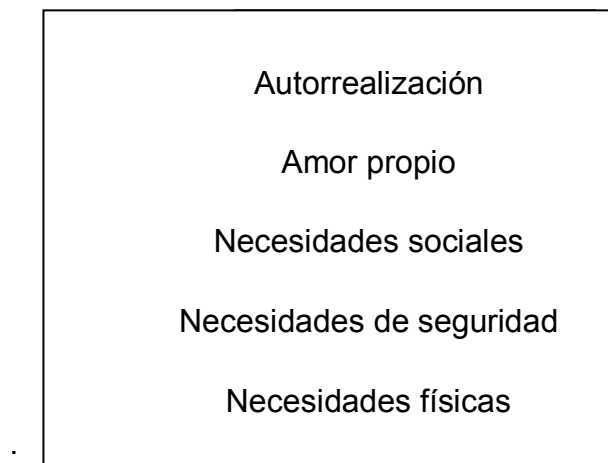 Autorrealización
Amor propio
Necesidades sociales
Necesidades de seguridad
Necesidades físicas
.